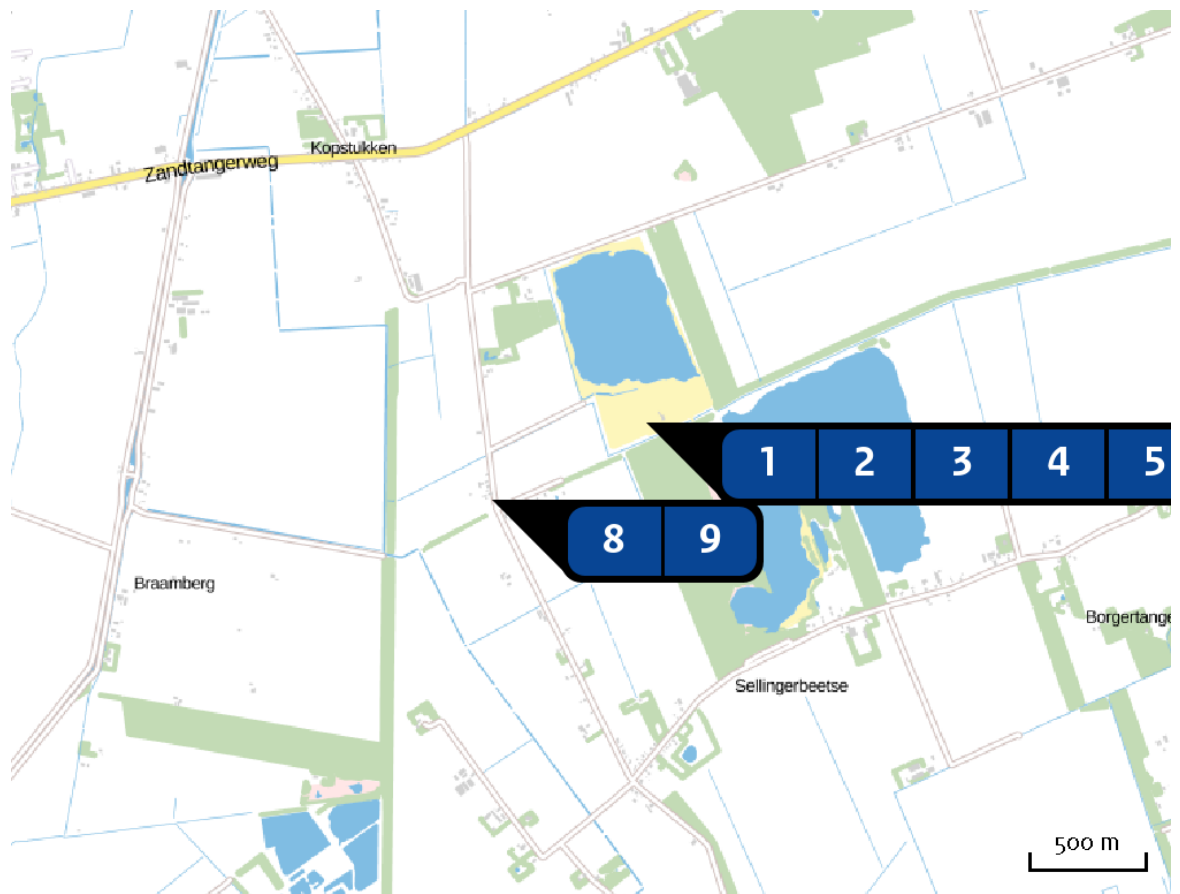 Kopstukken
Zandtangerweg
1 2 3 4 5
8 9
Braamberg
Borgertange
Sellingerbeetse
500 m